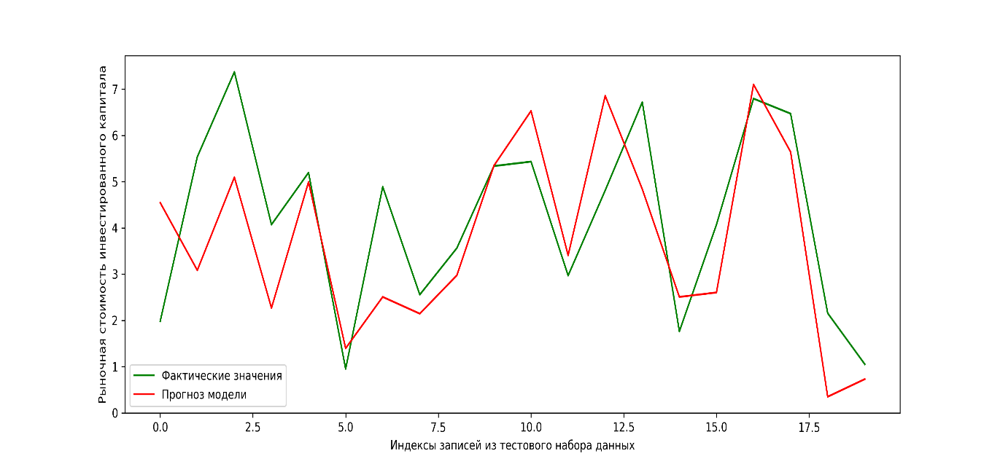 Рыночная стоимость инвестированного капитала
7
6
5
4
3
2
1
0
Фактические значения
Прогноз модели
0.0 2.5 5.0 7.5 10.0 12.5 15.0 17.5
Индексы записей из тестового набора данных